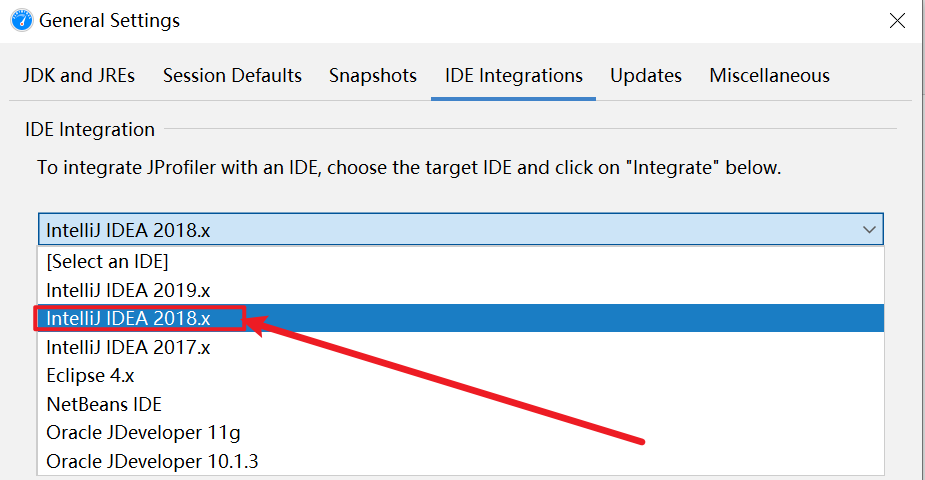 General Settings
JDK and JREs Session Defaults Snapshots IDE Integrations Updates Miscellaneous
IDE Integration
To integrate JProfiler with an IDE, choose the target IDE and click on "Integrate" below.
IntelliJ IDEA 2018.x
[Select an IDE]
IntelliJ IDEA 2019.x
IntelliJ IDEA 2018.x
IntelliJ IDEA 2017.x
Eclipse 4.x
NetBeans IDE
Oracle JDeveloper 11g
Oracle JDeveloper 10.1.3